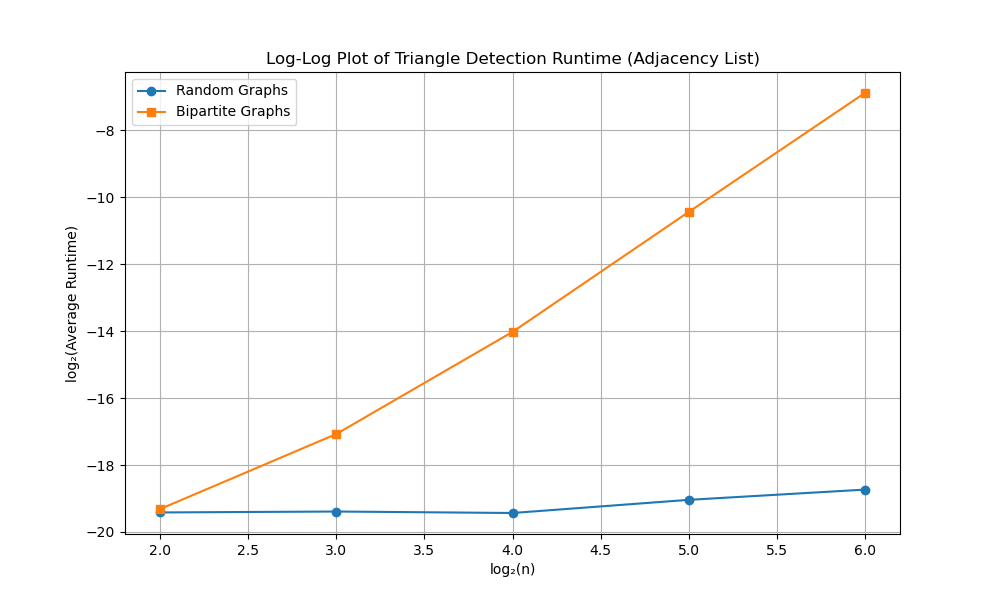 Log-Log Plot of Triangle Detection Runtime (Adjacency List)
Random Graphs
Bipartite Graphs
log₂(Average Runtime)
−8
−10
−12
−14
−16
−18
−20
2.0 2.5 3.0 3.5 4.0 4.5 5.0 5.5 6.0
log₂(n)